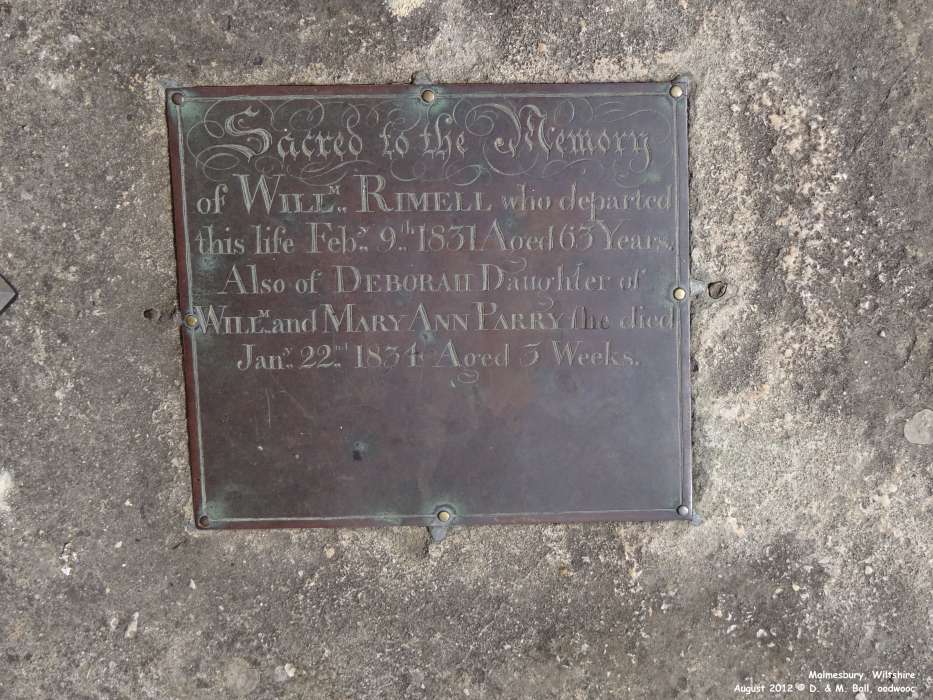 Sacred to the Memory
of WILLM. RIMELL who departed
this life Feby. 9th. 1831 Aged 63 Years.
Also of DEBORAH Daughter of
WILLM. and MARY ANN PARRY she died
Jany. 22nd. 1834 Aged 3 Weeks.
Malmesbury, Wiltshire
August 2012 © D. & M. Ball, oodwooc